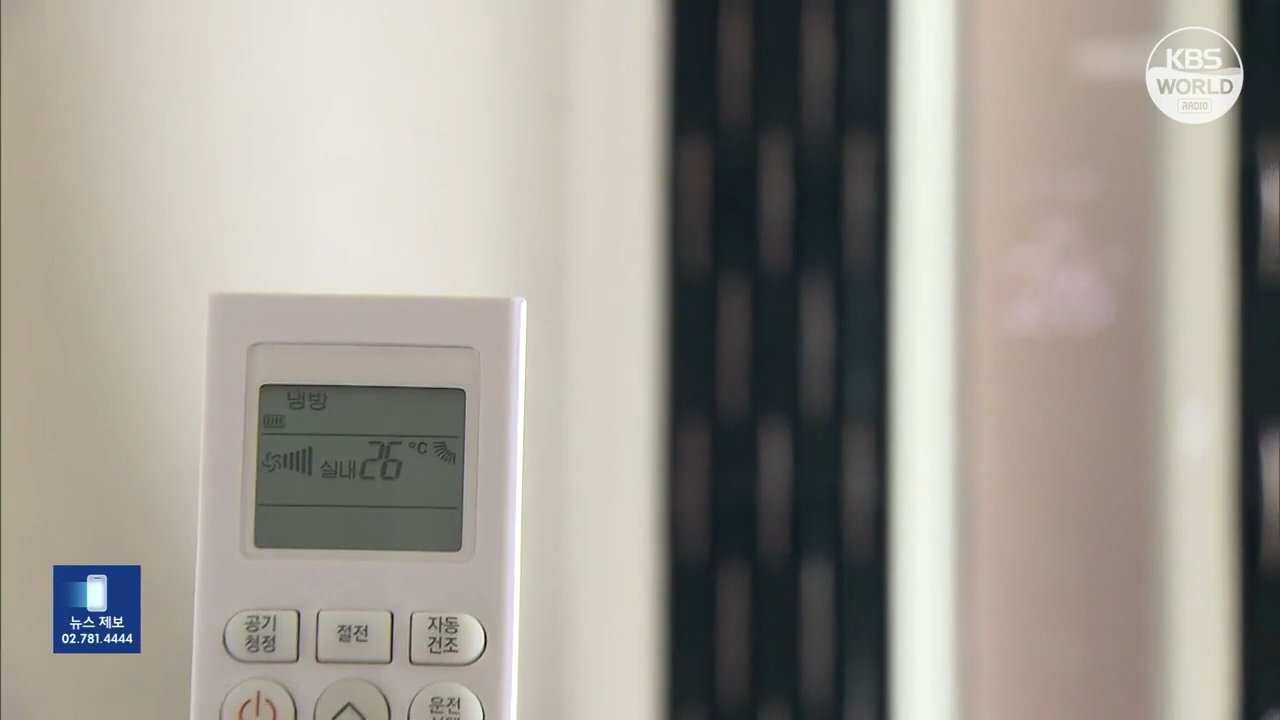 KBS
WORLD
RADIO
냉방
실내 26 °C
공기
청정
절전
자동
건조
운전
뉴스 제보
02.781.4444